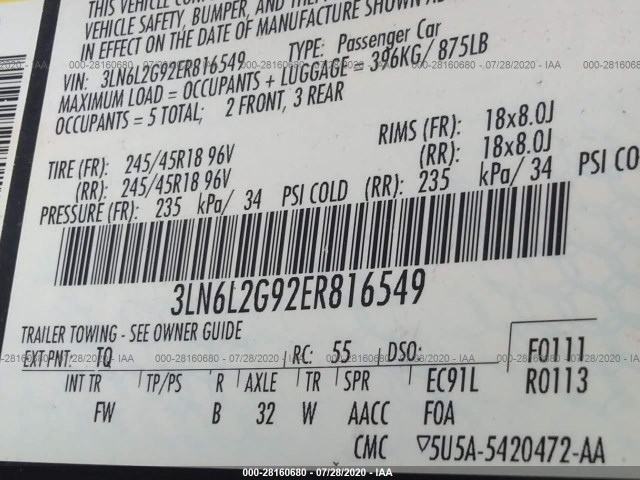 THIS VEHICLE
VEHICLE SAFETY, BUMPER, AND THEFT
IN EFFECT ON THE DATE OF MANUFACTURE SHOWN
VIN: 3LN6L2G92ER816549 TYPE: Passenger Car
MAXIMUM LOAD = OCCUPANTS + LUGGAGE = 396KG/ 875LB
OCCUPANTS = 5 TOTAL; 2 FRONT, 3 REAR
TIRE (FR): 245/45R18 96V RIMS (FR): 18x8.0J
(RR): 245/45R18 96V (RR): 18x8.0J
PRESSURE (FR): 235 kPa/ 34 PSI COLD (RR): 235 kPa/ 34 PSI CO
3LN6L2G92ER816549
TRAILER TOWING - SEE OWNER GUIDE
EXT PNT: TQ RC: 55 DSO: F0111
INT TR TP/PS R AXLE TR SPR EC91L R0113
FW B 32 W AACC F0A
CMC 5U5A-5420472-AA
000-28160680 - 07/28/2020 - IAA